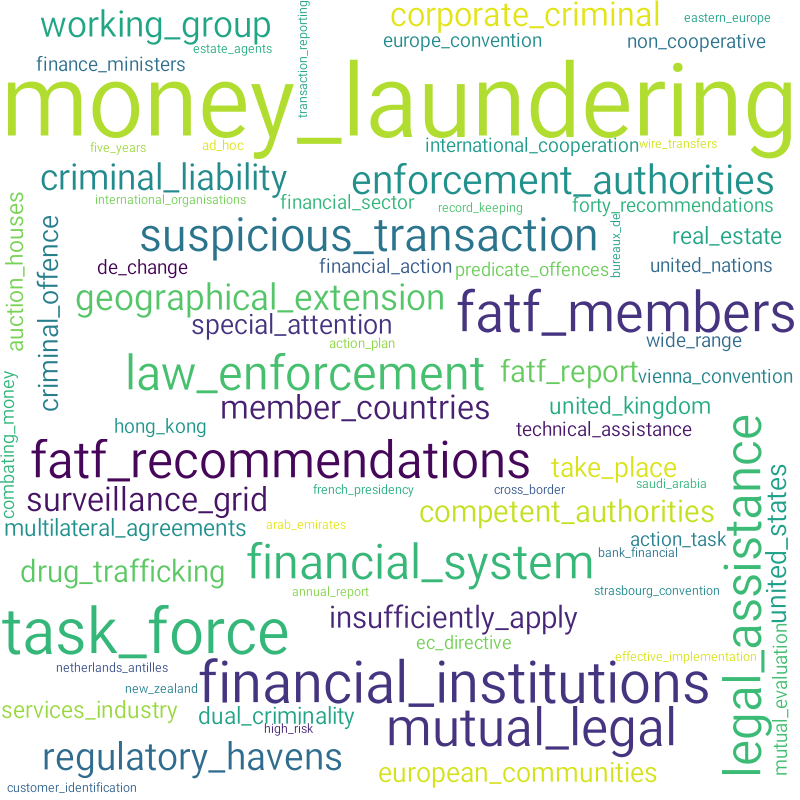 working_group
corporate_criminal
eastern_europe
estate_agents
transaction_reporting
europe_convention
non_cooperative
finance_ministers
money_laundering
five_years
ad_hoc
international_cooperation
wire_transfers
criminal_liability
enforcement_authorities
international_organisations
financial_sector
record_keeping
forty_recommendations
auction_houses
criminal_offence
suspicious_transaction
bureaux_del
real_estate
de_change
financial_action
predicate_offences
united_nations
geographical_extension
fatf_members
special_attention
action_plan
wide_range
law_enforcement
fatf_report
vienna_convention
combating_money
member_countries
united_kingdom
hong_kong
technical_assistance
legal_assistance
fatf_recommendations
take_place
united_states
surveillance_grid
french_presidency
cross_border
saudi_arabia
multilateral_agreements
arab_emirates
competent_authorities
action_task
drug_trafficking
financial_system
bank_financial
annual_report
strasbourg_convention
task_force
insufficiently_apply
ec_directive
mutual_evaluation
effective_implementation
netherlands_antilles
new_zealand
financial_institutions
services_industry
dual_criminality
high_risk
mutual_legal
regulatory_havens
european_communities
customer_identification